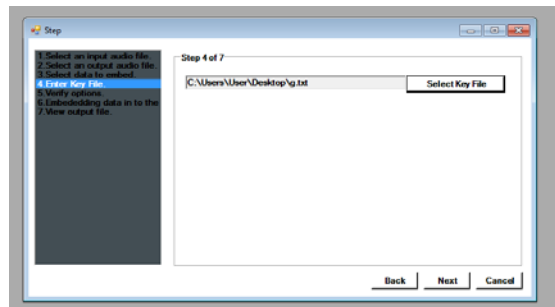 Step
1.Select an input audio file.
2.Select an output audio file.
3.Select data to embed.
4.Enter Key File.
5.Verify options.
6.Embededding data in to the
7.View output file.
Step 4 of 7
C:\Users\User\Desktop\g.txt
Select Key File
Back Next Cancel